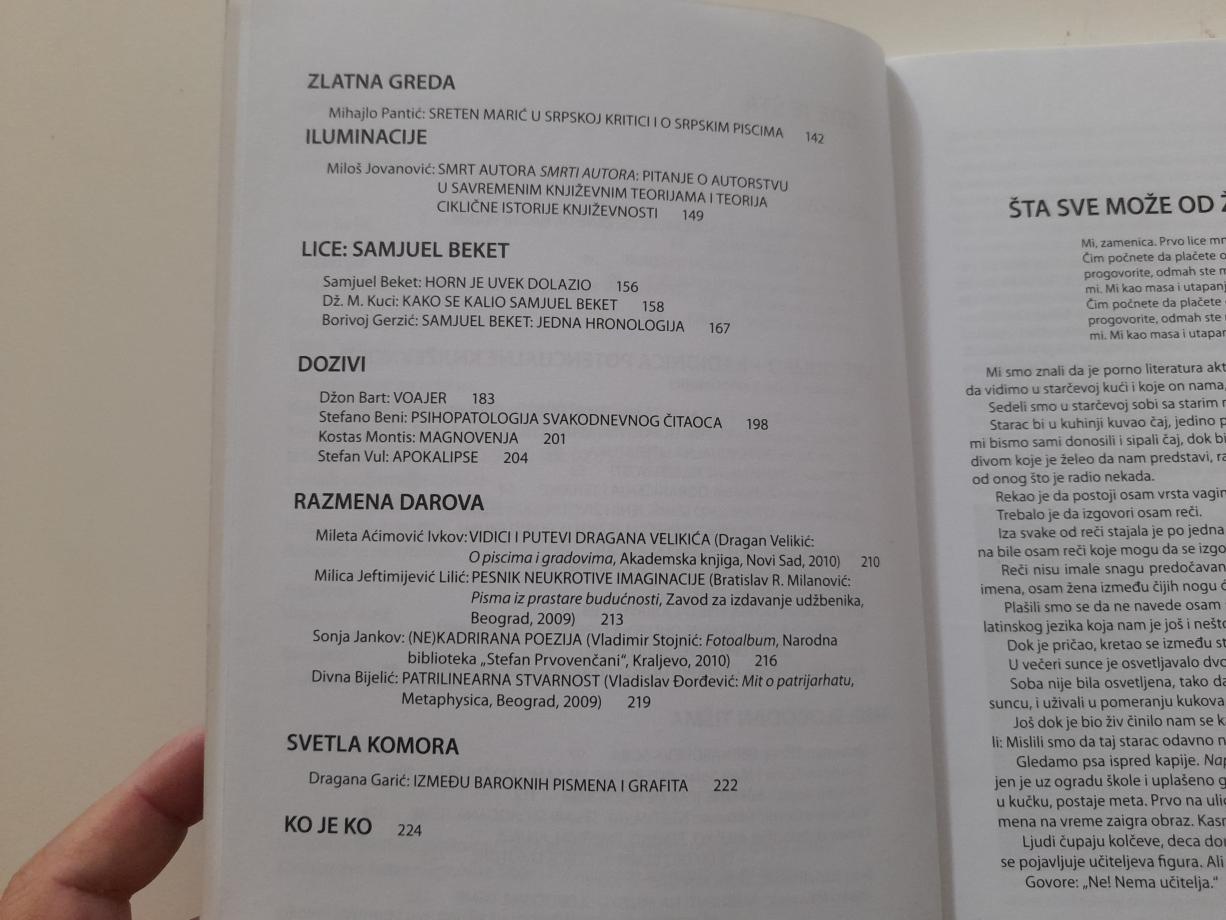 ZLATNA GREDA
Mihajlo Pantić: SRETEN MARIĆ U SRPSKOJ KRITICI I O SRPSKIM PISCIMA 142
ILUMINACIJE
Miloš Jovanović: SMRT AUTORA SMRTI AUTORA: PITANJE O AUTORSTVU
U SAVREMENIM KNJIŽEVNIM TEORIJAMA I TEORIJA
CIKLIČNE ISTORIJE KNJIŽEVNOSTI 149
LICE: SAMJUEL BEKET
Samjuel Beket: HORN JE UVEK DOLAZIO 156
Dž. M. Kuci: KAKO SE KALIO SAMJUEL BEKET 158
Borivoj Gerzić: SAMJUEL BEKET: JEDNA HRONOLOGIJA 167
DOZIVI
Džon Bart: VOAJER 183
Stefano Beni: PSIHOPATOLOGIJA SVAKODNEVNOG ČITAOCA 198
Kostas Montis: MAGNOVENJA 201
Stefan Vul: APOKALIPSE 204
RAZMENA DAROVA
Mileta Aćimović Ivkov: VIDICI I PUTEVI DRAGANA VELIKIĆA (Dragan Velikić:
O piscima i gradovima, Akademska knjiga, Novi Sad, 2010) 210
Milica Jeftimijević Lilić: PESNIK NEUKROTIVE IMAGINACIJE (Bratislav R. Milanović:
Pisma iz prastare budućnosti, Zavod za izdavanje udžbenika,
Beograd, 2009) 213
Sonja Jankov: (NE)KADRIRANA POEZIJA (Vladimir Stojnić: Fotoalbum, Narodna
biblioteka „Stefan Prvovenčani“, Kraljevo, 2010) 216
Divna Bijelić: PATRILINEARNA STVARNOST (Vladislav Đorđević: Mit o patrijarhatu,
Metaphysica, Beograd, 2009) 219
SVETLA KOMORA
Dragana Garić: IZMEĐU BAROKNIH PISMENA I GRAFITA 222
KO JE KO 224
ŠTA SVE MOŽE OD
Mi, zamenica. Prvo lice
Čim počnete da plačete
progovorite, odmah ste
mi. Mi kao masa i
Čim počnete da plačete
progovorite, odmah ste
mi. Mi kao masa i
Mi smo znali da je porno literatura
da vidimo u starčevoj kući i koje on nama,
Sedeli smo u starčevoj sobi sa starim
Starac bi u kuhinji kuvao čaj, jedino
mi bismo sami donosili i sipali čaj, dok
divom koje je želeo da nam predstavi,
od onog što je radio nekada.
Rekao je da postoji osam vrsta
Trebalo je da izgovori osam reči.
Iza svake od reči stajala je po jedna
na bile osam reči koje mogu da se
Reči nisu imale snagu
imena, osam žena između čijih nogu
Plašili smo se da ne navede osam
latinskog jezika koja nam je još i
Dok je pričao, kretao se između
U večeri sunce je osvetljavalo
Soba nije bila osvetljena, tako
suncu, i uživali u pomeranju
Još dok je bio živ činilo nam se
li: Mislili smo da taj starac odavno
Gledamo psa ispred kapije.
jen je uz ogradu škole i uplašeno
u kučku, postaje meta. Prvo na
mena na vreme zaigra obraz.
Ljudi čupaju kolčeve, deca
se pojavljuje učiteljeva figura. Ali
Govore: „Ne! Nema učitelja.“